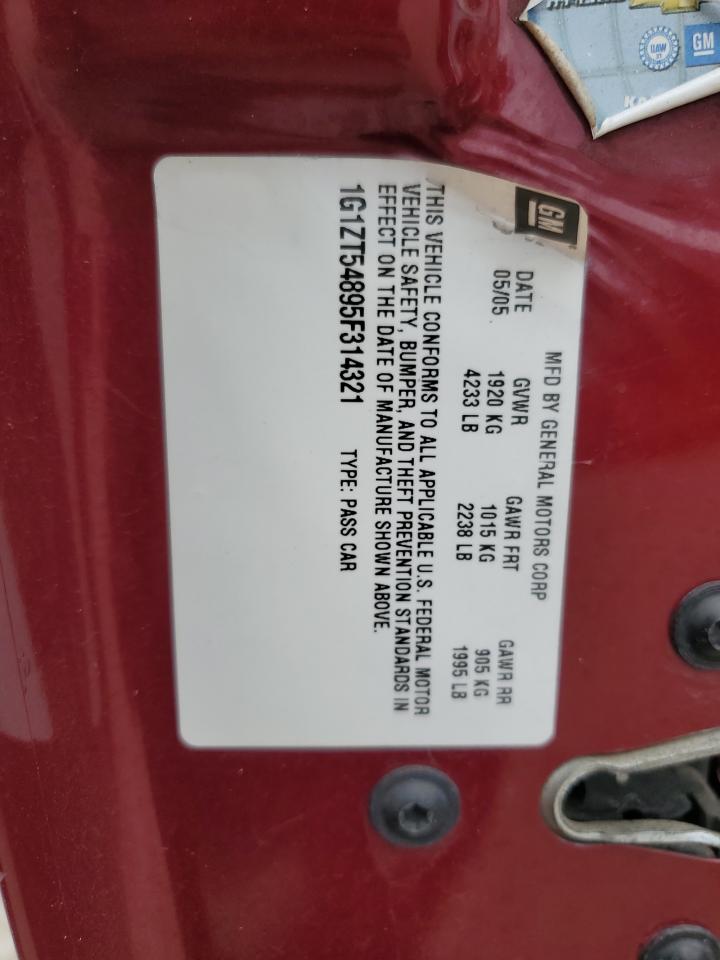 GM
MFD BY GENERAL MOTORS CORP
DATE GVWR GAWR FRT GAWR RR
05/05 1920 KG 1015 KG 905 KG
4233 LB 2238 LB 1995 LB
THIS VEHICLE CONFORMS TO ALL APPLICABLE U.S. FEDERAL MOTOR
VEHICLE SAFETY, BUMPER, AND THEFT PREVENTION STANDARDS IN
EFFECT ON THE DATE OF MANUFACTURE SHOWN ABOVE.
1G1ZT54895F314321 TYPE: PASS CAR
UAW
GM